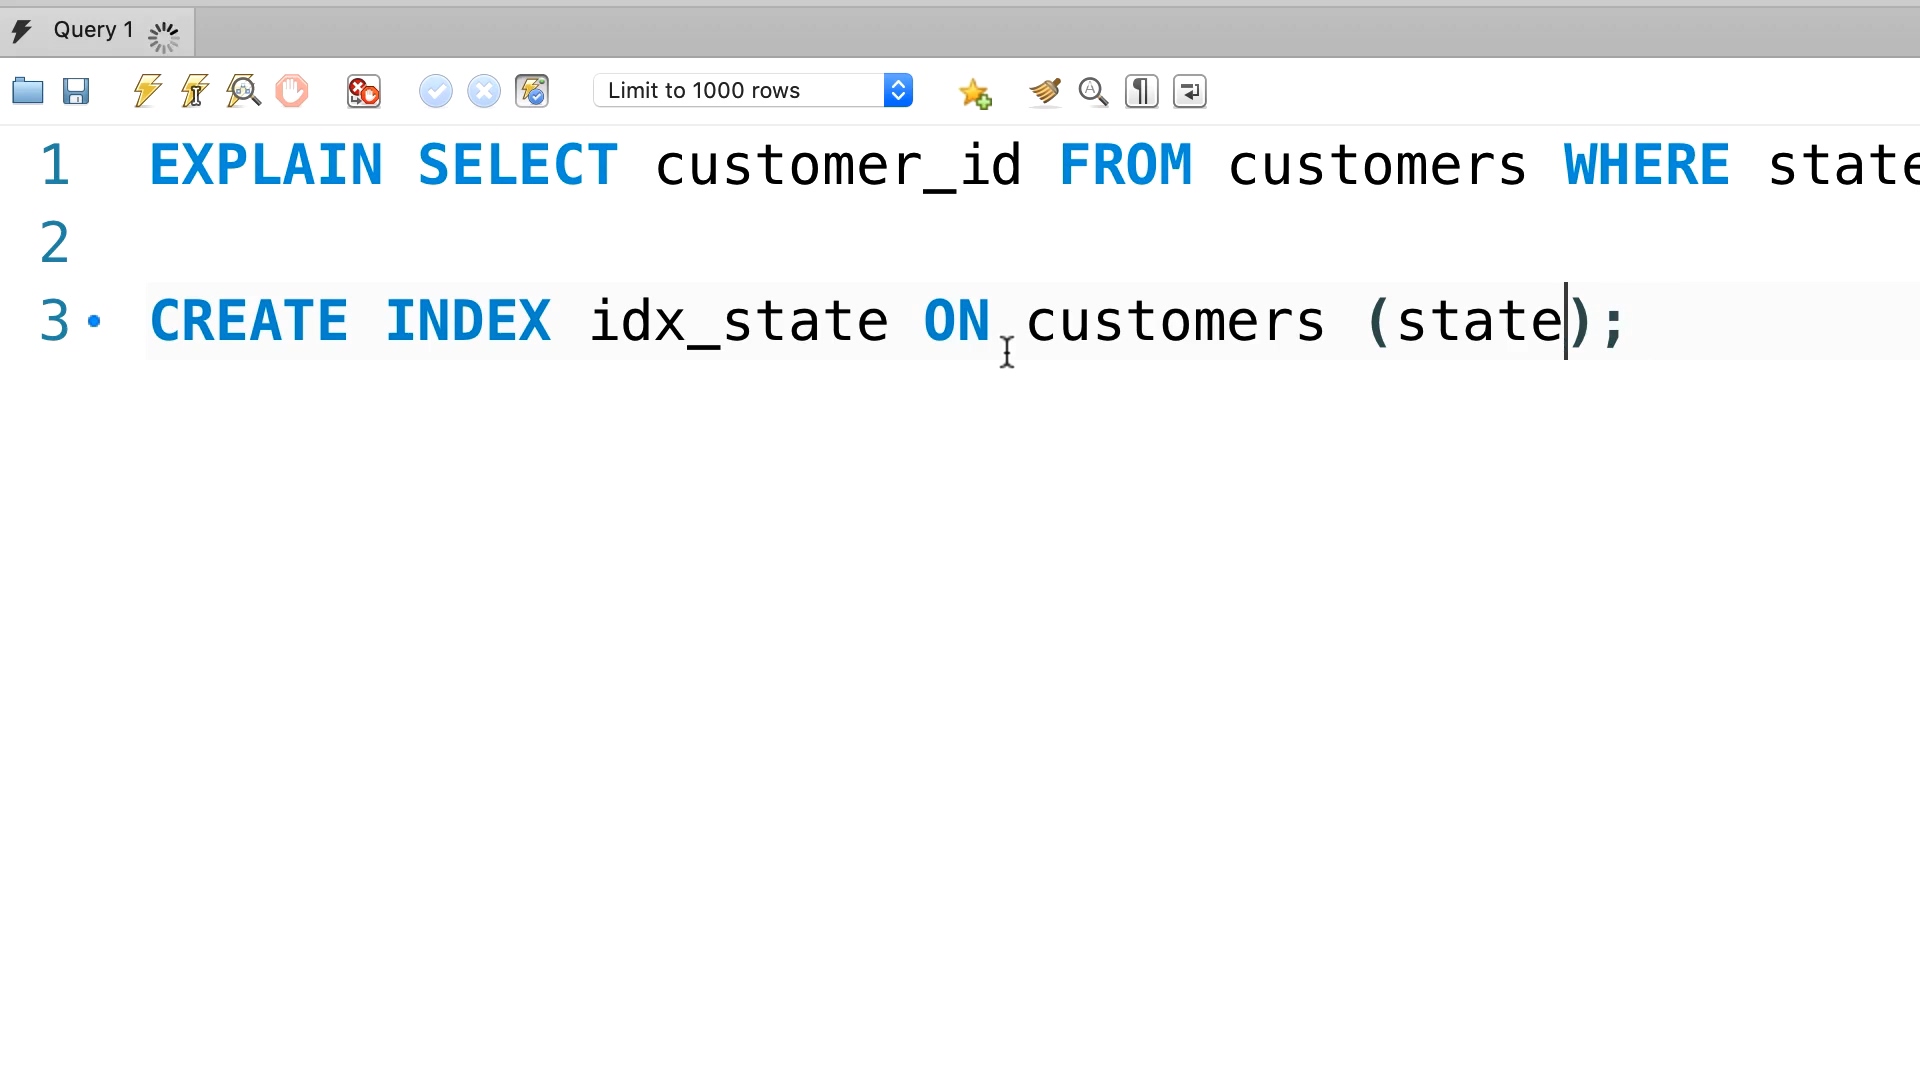 Query 1
Limit to 1000 rows
1 EXPLAIN SELECT customer_id FROM customers WHERE state
2
3 CREATE INDEX idx_state ON customers (state);